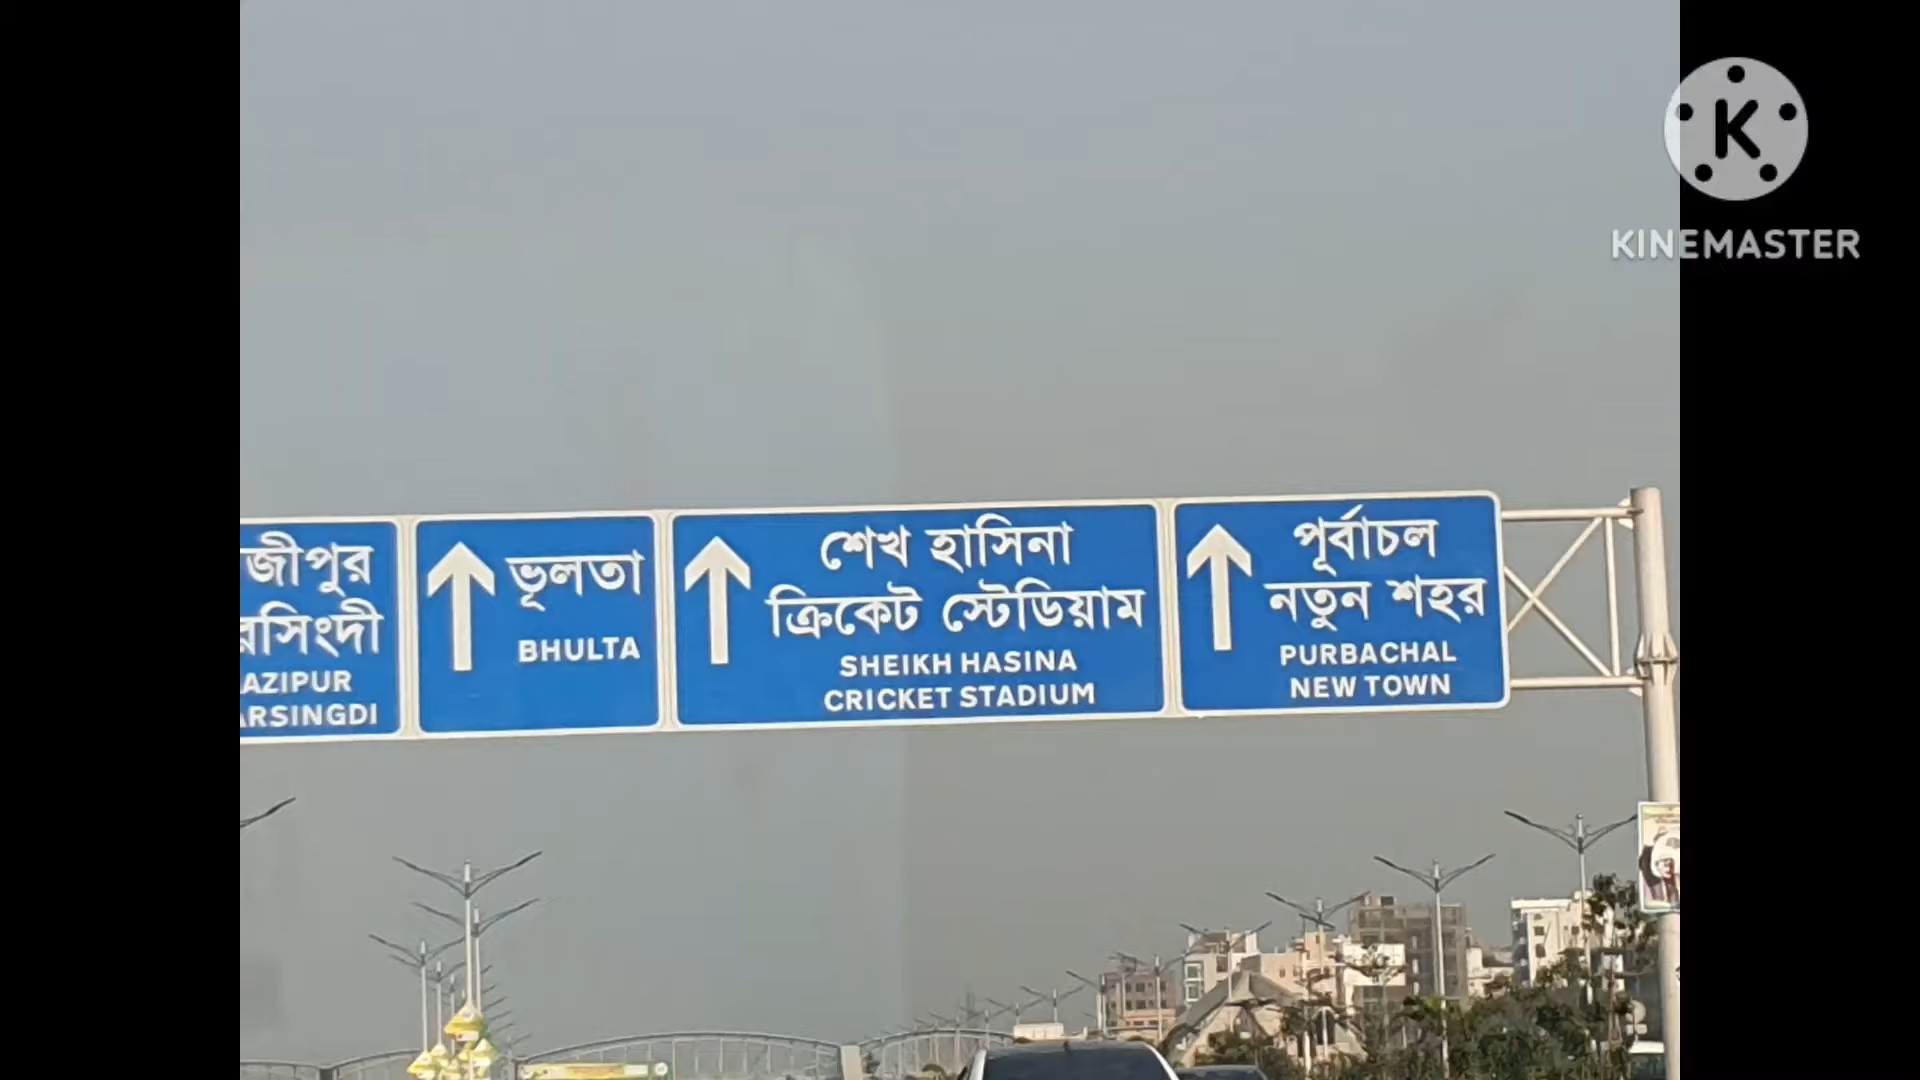 জীপুর
রসিংদী
AZIPUR
ARSINGDI
ভূলতা
BHULTA
শেখ হাসিনা
ক্রিকেট স্টেডিয়াম
SHEIKH HASINA
CRICKET STADIUM
পূর্বাচল
নতুন শহর
PURBACHAL
NEW TOWN
K
KINEMASTER